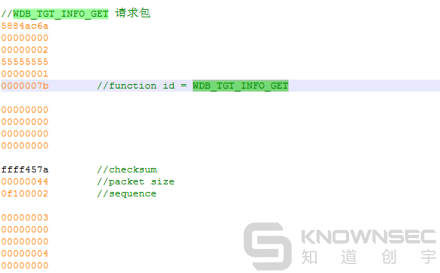 //WDB_TGT_INFO_GET 请求包
5884ac6a
00000000
00000002
55555555
00000001
0000007b //function id = WDB_TGT_INFO_GET
00000000
00000000
00000000
00000000
ffff457a //checksum
00000044 //packet size
0f100002 //sequence
00000003
00000000
00000000
00000004
00000000
KNOWNSEC
知道创宇